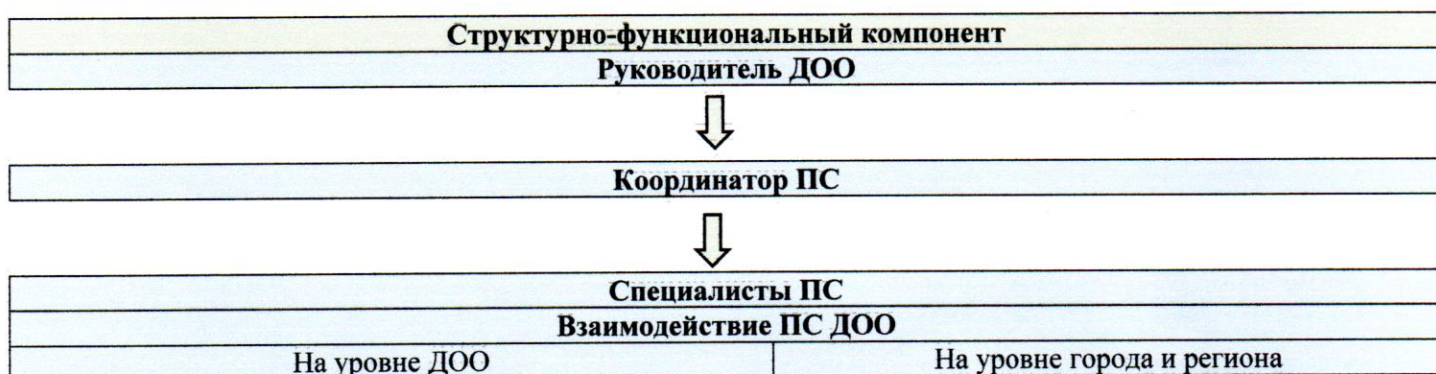 Структурно-функциональный компонент
Руководитель ДОО
Координатор ПС
Специалисты ПС
Взаимодействие ПС ДОО
На уровне ДОО
На уровне города и региона